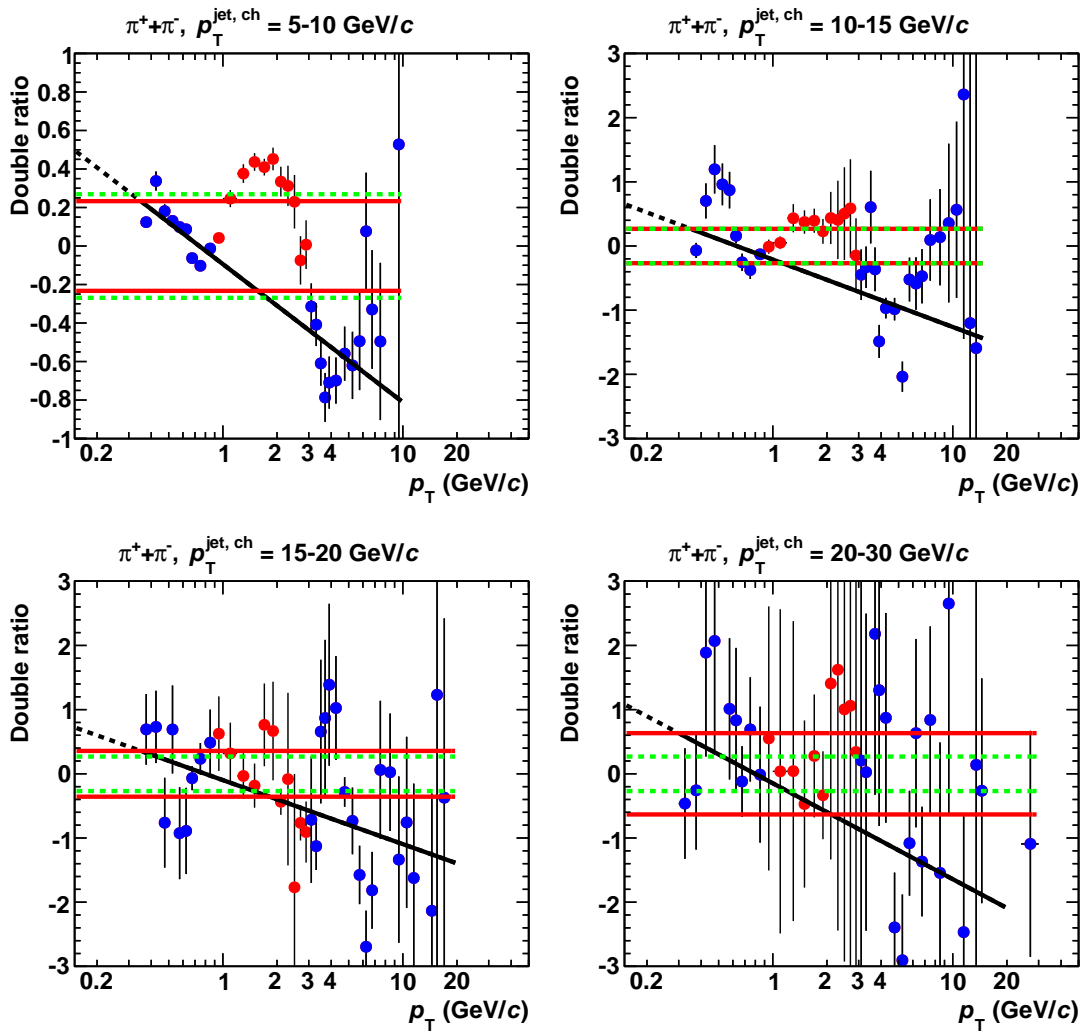 π⁺+π⁻, p_T^{jet, ch} = 5-10 GeV/c
Double ratio
1
0.8
0.6
0.4
0.2
0
-0.2
-0.4
-0.6
-0.8
-1
0.2 1 2 3 4 10 20
p_T (GeV/c)
π⁺+π⁻, p_T^{jet, ch} = 10-15 GeV/c
Double ratio
3
2
1
0
-1
-2
-3
0.2 1 2 3 4 10 20
p_T (GeV/c)
π⁺+π⁻, p_T^{jet, ch} = 15-20 GeV/c
Double ratio
3
2
1
0
-1
-2
-3
0.2 1 2 3 4 10 20
p_T (GeV/c)
π⁺+π⁻, p_T^{jet, ch} = 20-30 GeV/c
Double ratio
3
2
1
0
-1
-2
-3
0.2 1 2 3 4 10 20
p_T (GeV/c)